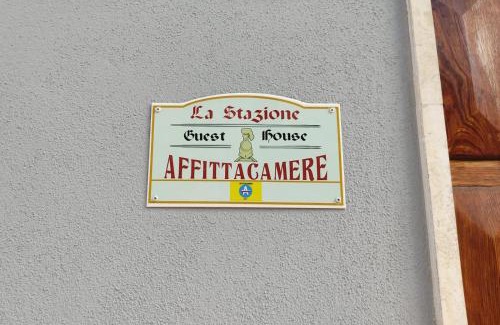 La Stazione
Guest House
AFFITTACAMERE
A